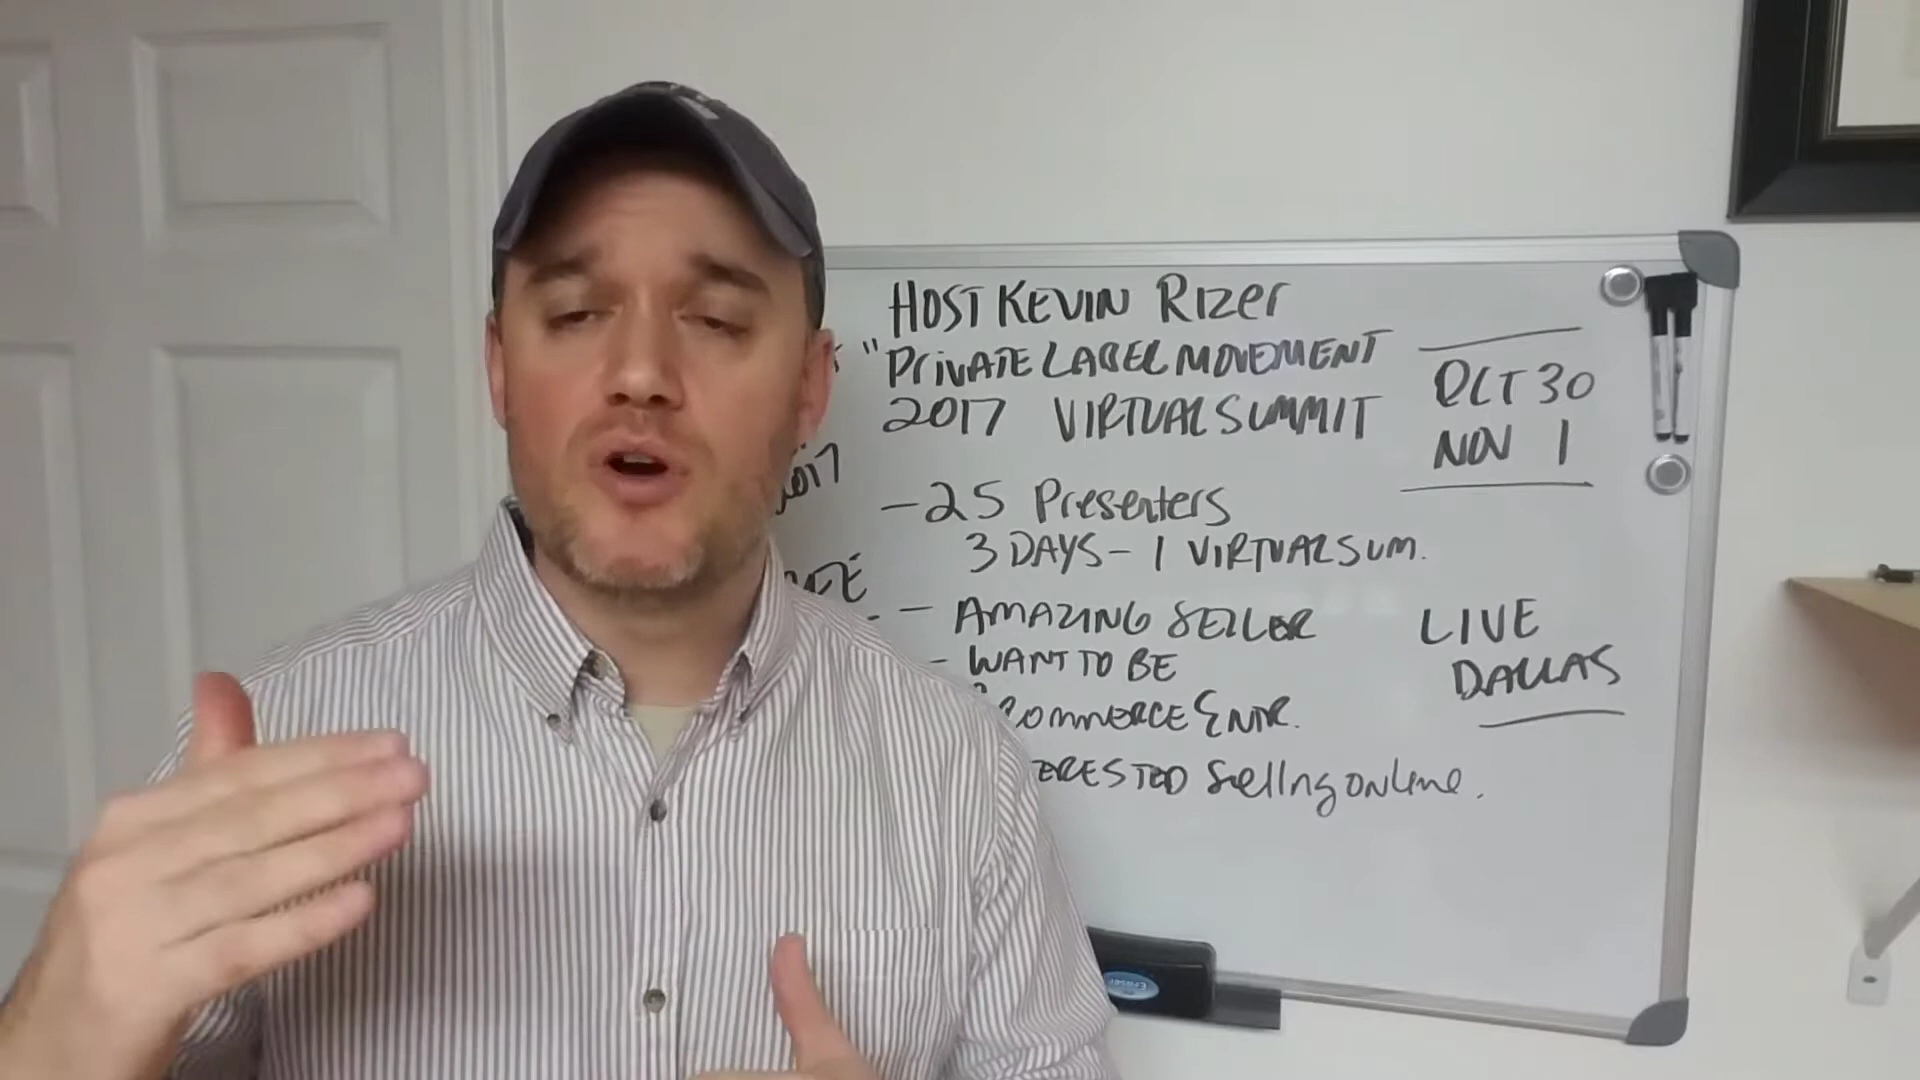 HOST KEVIN Rizer
"PriVATE LABEL MOVEMENT
2017 VIRTUAL SUMMIT
OCT 30
NOV 1
- 25 Presenters
3 DAYS - 1 VIRTUAL SUM.
- AMAZING SELLER
- WANT TO BE
COMMERCE ENTR.
ERESTED Selling online.
LIVE
DALLAS
2017